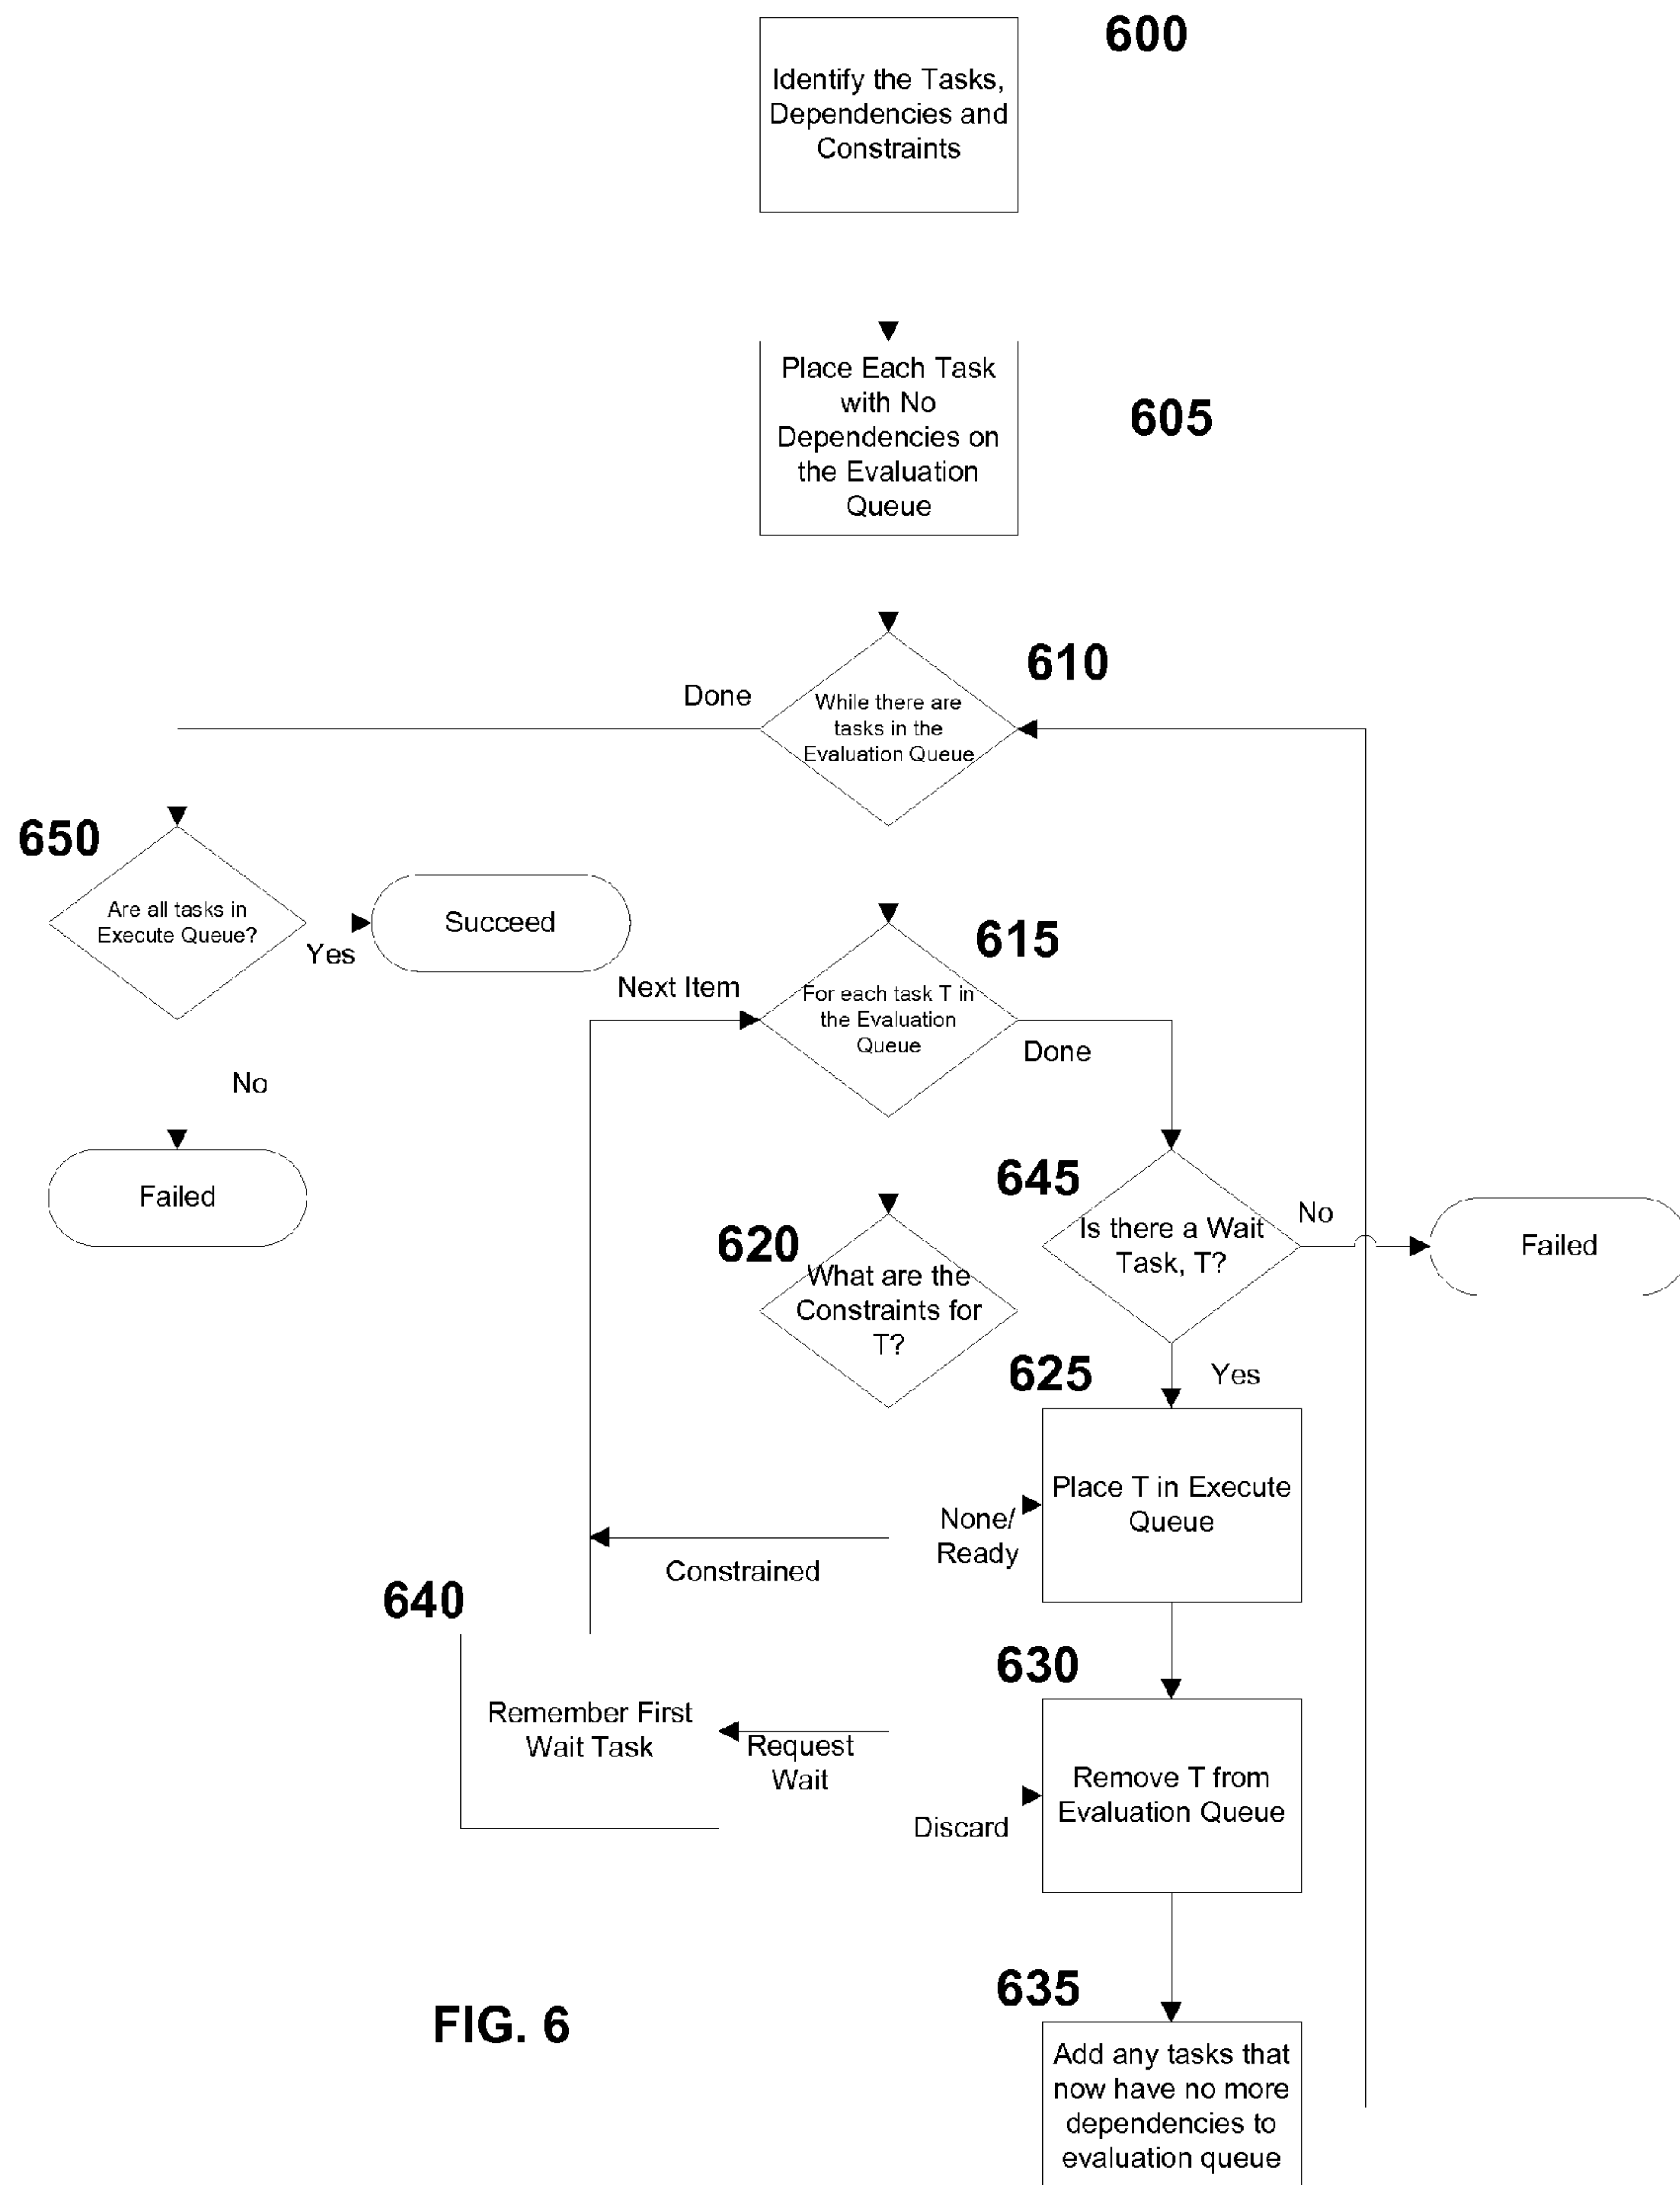 600
Identify the Tasks,
Dependencies and
Constraints
Place Each Task
with No
Dependencies on
the Evaluation
Queue
605
610
Done
While there are
tasks in the
Evaluation Queue
650
Are all tasks in
Execute Queue?
Yes
Succeed
615
Next Item
For each task T in
the Evaluation
Queue
Done
No
Failed
645
Is there a Wait
Task, T?
No
Failed
620
What are the
Constraints for
T?
625
Yes
Place T in Execute
Queue
None/
Ready
Constrained
640
630
Remember First
Wait Task
Request
Wait
Remove T from
Evaluation Queue
Discard
635
Add any tasks that
now have no more
dependencies to
evaluation queue
FIG. 6